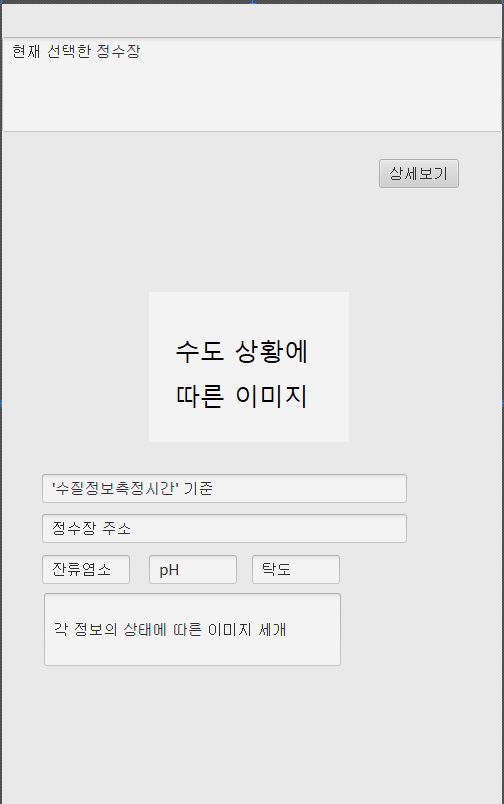 현재 선택한 정수장
상세보기
수도 상황에
따른 이미지
'수질정보측정시간' 기준
정수장 주소
잔류염소 pH 탁도
각 정보의 상태에 따른 이미지 세개